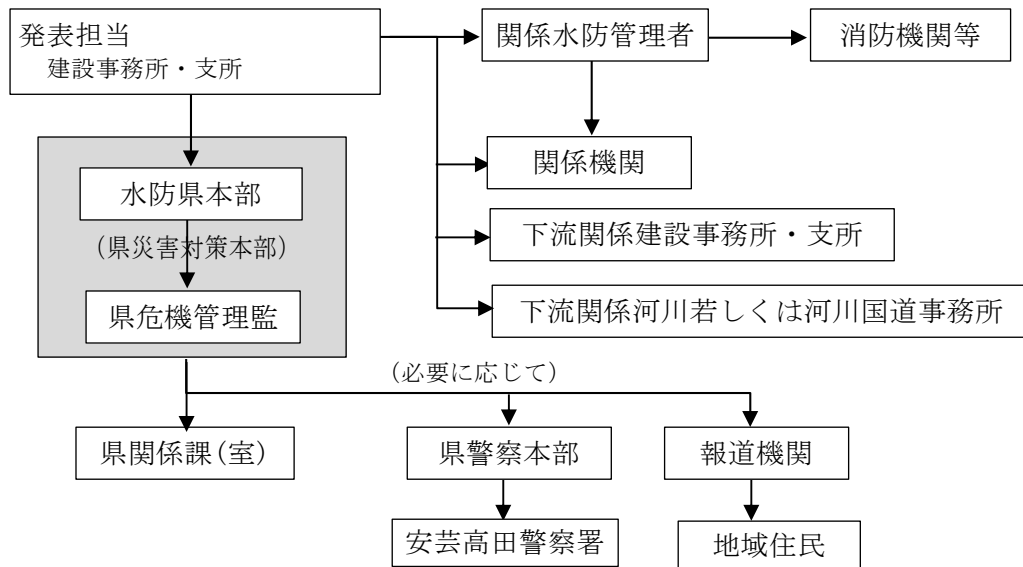 発表担当
建設事務所・支所
関係水防管理者
消防機関等
関係機関
水防県本部
(県災害対策本部)
下流関係建設事務所・支所
県危機管理監
下流関係河川若しくは河川国道事務所
(必要に応じて)
県関係課(室)
県警察本部
報道機関
安芸高田警察署
地域住民